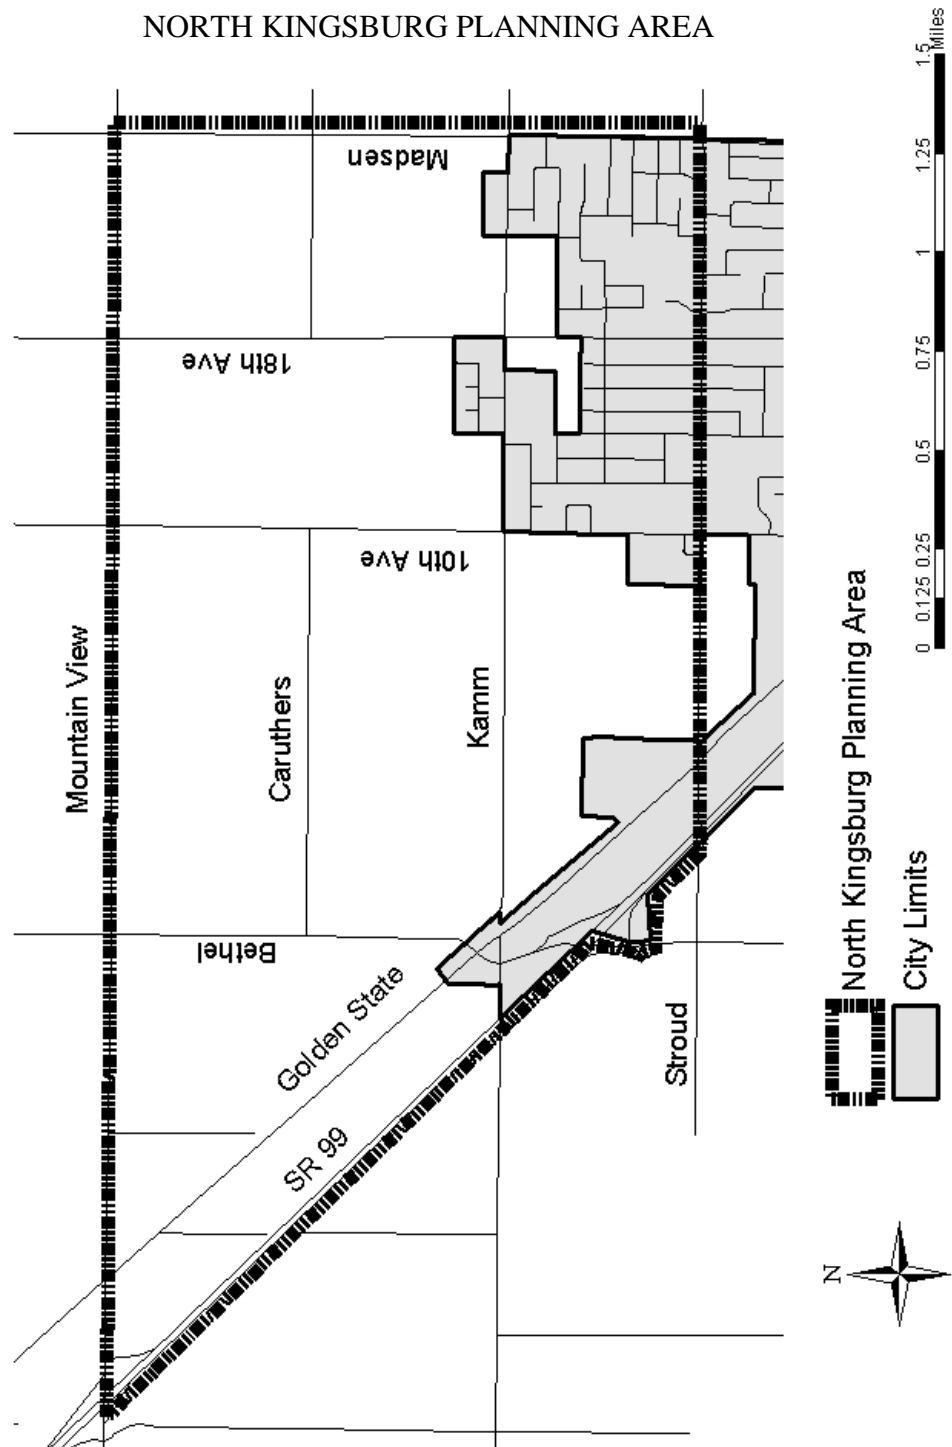 NORTH KINGSBURG PLANNING AREA
Mountain View
Caruthers
Kamm
Stroud
Madsen
18th Ave
10th Ave
Bethel
Golden State
SR 99
North Kingsburg Planning Area
City Limits
N
0 0.125 0.25 0.5 0.75 1 1.25 1.5
Miles